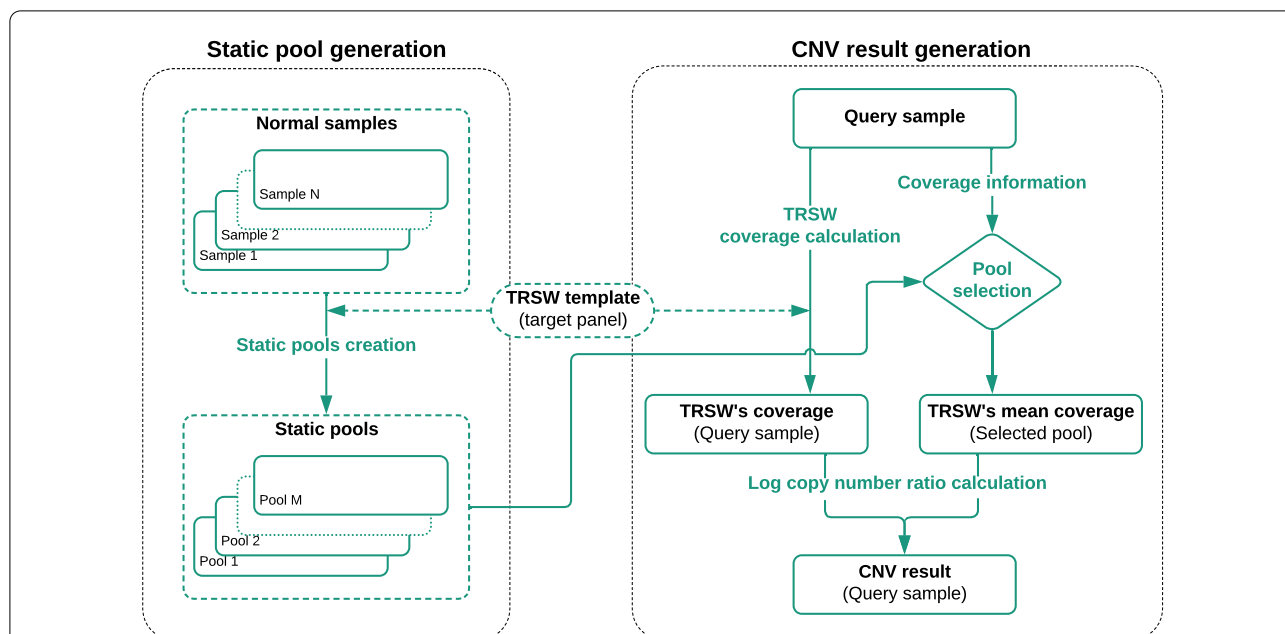 Static pool generation
Normal samples
Sample N
Sample 2
Sample 1
Static pools creation
Static pools
Pool M
Pool 2
Pool 1
TRSW template
(target panel)
CNV result generation
Query sample
Coverage information
TRSW
coverage calculation
Pool
selection
TRSW's coverage
(Query sample)
TRSW's mean coverage
(Selected pool)
Log copy number ratio calculation
CNV result
(Query sample)